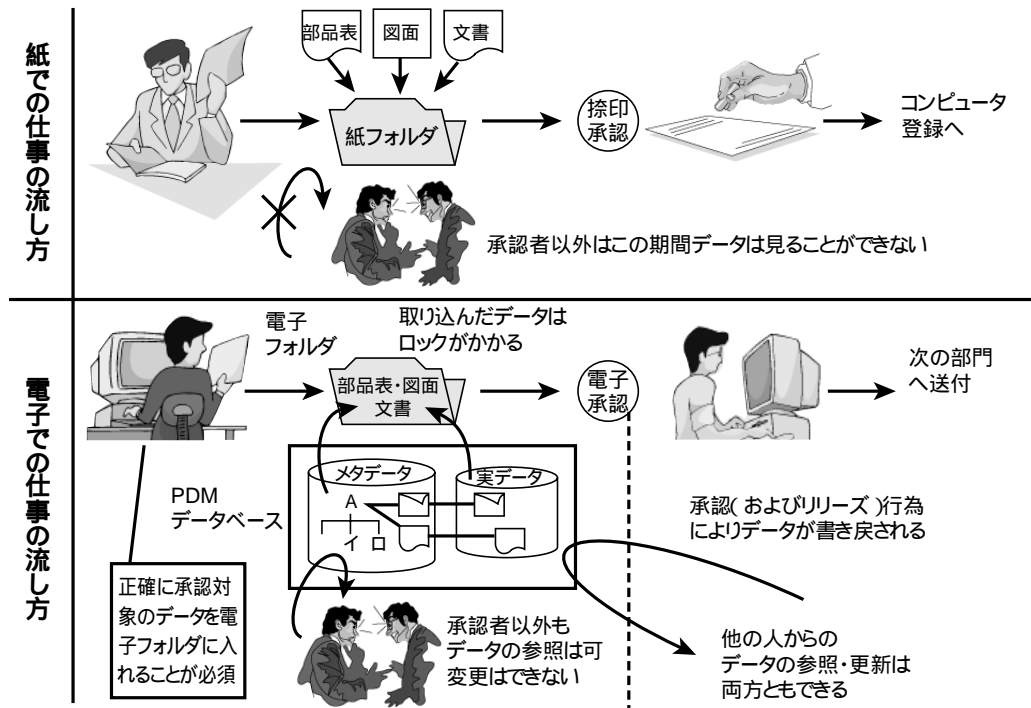 紙での仕事の流し方
部品表
図面
文書
紙フォルダ
捺印
承認
コンピュータ
登録へ
承認者以外はこの期間データは見ることができない
電子での仕事の流し方
電子
フォルダ
取り込んだデータは
ロックがかかる
部品表・図面
文書
電子
承認
次の部門
へ送付
PDM
データベース
メタデータ
実データ
A
イ ロ
承認(およびリリーズ)行為
によりデータが書き戻される
正確に承認対
象のデータを電
子フォルダに入
れることが必須
承認者以外も
データの参照は可
変更はできない
他の人からの
データの参照・更新は
両方ともできる